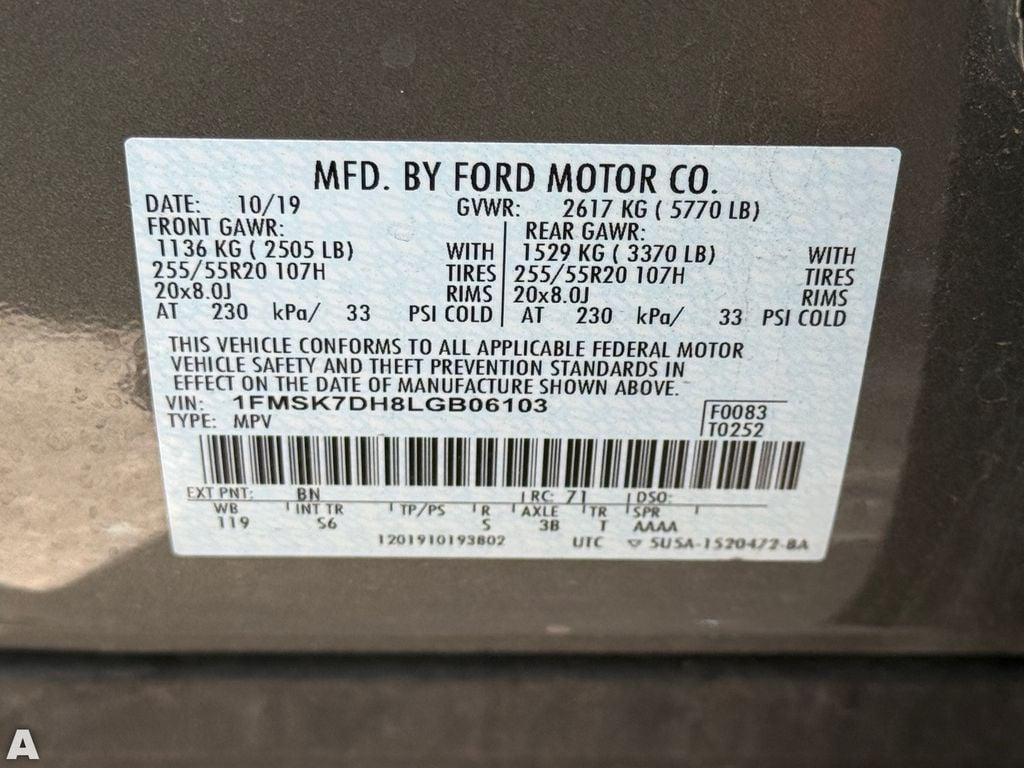 MFD. BY FORD MOTOR CO.
DATE: 10/19 GVWR: 2617 KG ( 5770 LB)
FRONT GAWR: REAR GAWR:
1136 KG ( 2505 LB) WITH 1529 KG ( 3370 LB) WITH
255/55R20 107H TIRES 255/55R20 107H TIRES
20x8.0J RIMS 20x8.0J RIMS
AT 230 kPa/ 33 PSI COLD AT 230 kPa/ 33 PSI COLD
THIS VEHICLE CONFORMS TO ALL APPLICABLE FEDERAL MOTOR
VEHICLE SAFETY AND THEFT PREVENTION STANDARDS IN
EFFECT ON THE DATE OF MANUFACTURE SHOWN ABOVE.
VIN: 1FMSK7DH8LGB06103 F0083
TYPE: MPV T0252
EXT PNT: BN RC: 71 DSO:
WB INT TR TP/PS R AXLE TR SPR
119 S6 S 3B T AAAA
1201910193802 UTC ▽ 5U5A-1520472-BA
A